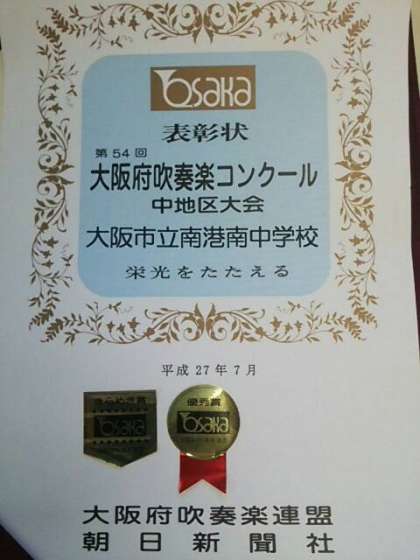 Osaka
表彰状
第54回
大阪府吹奏楽コンクール
中地区大会
大阪市立南港南中学校
栄光をたたえる
平成27年7月
優秀賞
Osaka
Osaka
大阪府吹奏楽連盟
朝日新聞社